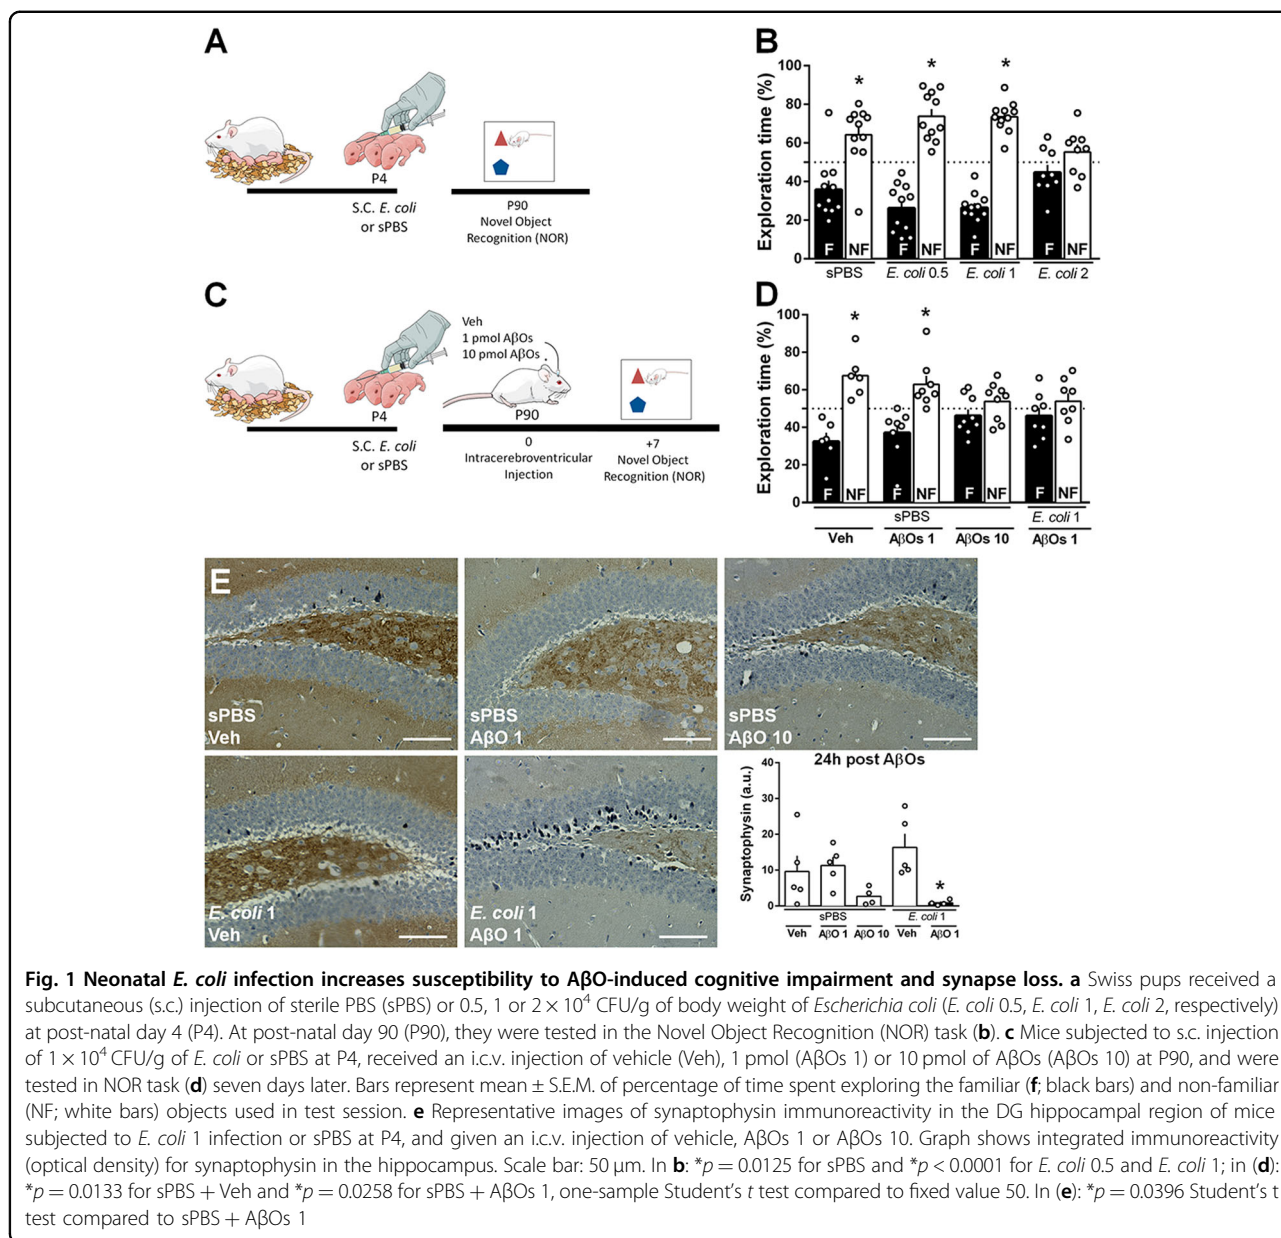 A
P4
S.C. E. coli
or sPBS
P90
Novel Object
Recognition (NOR)
B
Exploration time (%)
100
80
60
40
20
0
*
*
*
F NF F NF F NF F NF
sPBS E. coli 0.5 E. coli 1 E. coli 2
C
P4
S.C. E. coli
or sPBS
Veh
1 pmol AβOs
10 pmol AβOs
P90
0
Intracerebroventricular
Injection
+7
Novel Object
Recognition (NOR)
D
Exploration time (%)
100
80
60
40
20
0
*
*
F NF F NF F NF F NF
sPBS E. coli 1
Veh AβOs 1 AβOs 10 AβOs 1
E
sPBS
Veh
sPBS
AβO 1
sPBS
AβO 10
E. coli 1
Veh
E. coli 1
AβO 1
24h post AβOs
Synaptophysin (a.u.)
40
30
20
10
0
*
sPBS E. coli 1
Veh AβO 1 AβO 10 Veh AβO 1
Fig. 1 Neonatal E. coli infection increases susceptibility to AβO-induced cognitive impairment and synapse loss. a Swiss pups received a
subcutaneous (s.c.) injection of sterile PBS (sPBS) or 0.5, 1 or 2 × 10⁴ CFU/g of body weight of Escherichia coli (E. coli 0.5, E. coli 1, E. coli 2, respectively)
at post-natal day 4 (P4). At post-natal day 90 (P90), they were tested in the Novel Object Recognition (NOR) task (b). c Mice subjected to s.c. injection
of 1 × 10⁴ CFU/g of E. coli or sPBS at P4, received an i.c.v. injection of vehicle (Veh), 1 pmol (AβOs 1) or 10 pmol of AβOs (AβOs 10) at P90, and were
tested in NOR task (d) seven days later. Bars represent mean ± S.E.M. of percentage of time spent exploring the familiar (f; black bars) and non-familiar
(NF; white bars) objects used in test session. e Representative images of synaptophysin immunoreactivity in the DG hippocampal region of mice
subjected to E. coli 1 infection or sPBS at P4, and given an i.c.v. injection of vehicle, AβOs 1 or AβOs 10. Graph shows integrated immunoreactivity
(optical density) for synaptophysin in the hippocampus. Scale bar: 50 μm. In b: *p = 0.0125 for sPBS and *p < 0.0001 for E. coli 0.5 and E. coli 1; in (d):
*p = 0.0133 for sPBS + Veh and *p = 0.0258 for sPBS + AβOs 1, one-sample Student's t test compared to fixed value 50. In (e): *p = 0.0396 Student's t
test compared to sPBS + AβOs 1